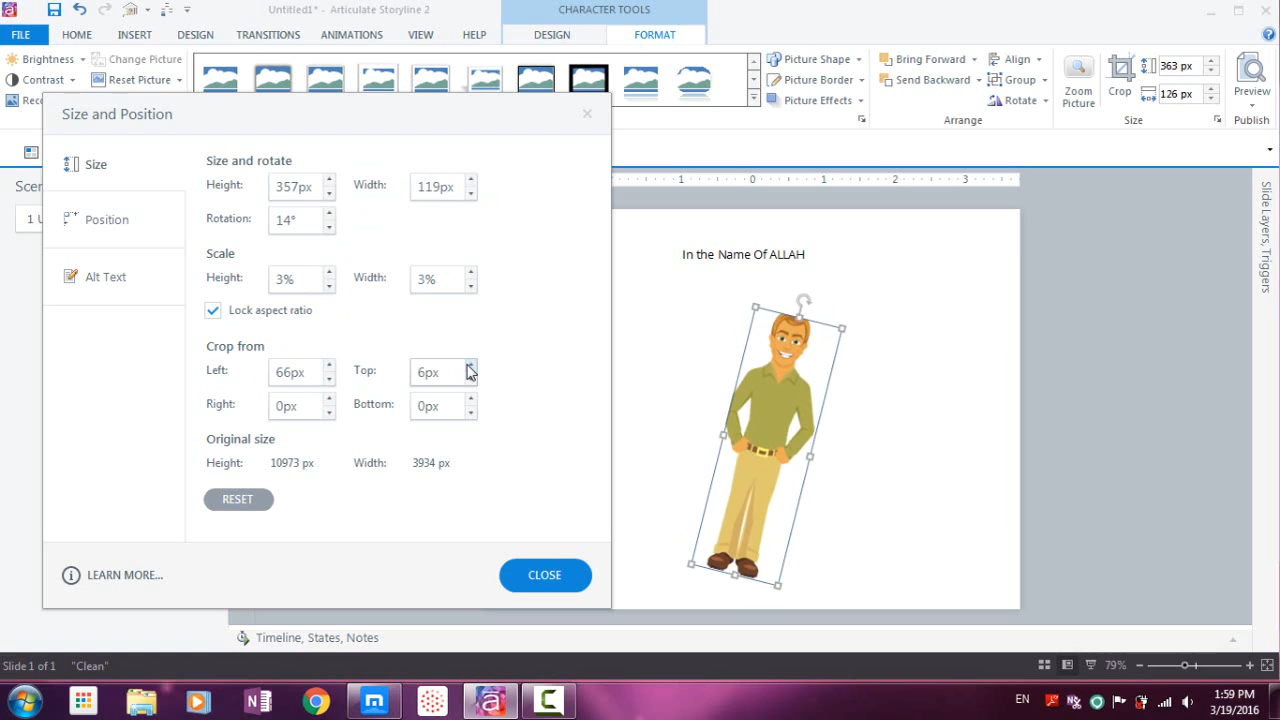 Untitled1* - Articulate Storyline 2
CHARACTER TOOLS
FILE HOME INSERT DESIGN TRANSITIONS ANIMATIONS VIEW HELP DESIGN FORMAT
Brightness Change Picture
Contrast Reset Picture
Picture Shape
Picture Border
Picture Effects
Bring Forward Align
Send Backward Group
Rotate
Arrange
Zoom Picture
Crop
363 px
126 px
Size
Preview
Publish
Size and Position
Size
Position
Alt Text
Size and rotate
Height: 357px Width: 119px
Rotation: 14°
Scale
Height: 3% Width: 3%
Lock aspect ratio
Crop from
Left: 66px Top: 6px
Right: 0px Bottom: 0px
Original size
Height: 10973 px Width: 3934 px
RESET
LEARN MORE...
CLOSE
1 0 1 2 3
In the Name Of ALLAH
Slide Layers, Triggers
Timeline, States, Notes
Slide 1 of 1 "Clean"
79%
EN
1:59 PM
3/19/2016